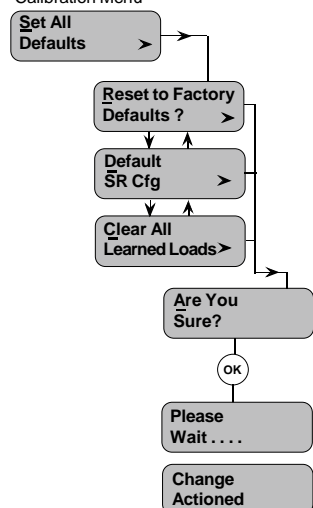 Calibration Menu
Set All
Defaults
Reset to Factory
Defaults ?
Default
SR Cfg
Clear All
Learned Loads
Are You
Sure?
OK
Please
Wait . . . .
Change
Actioned